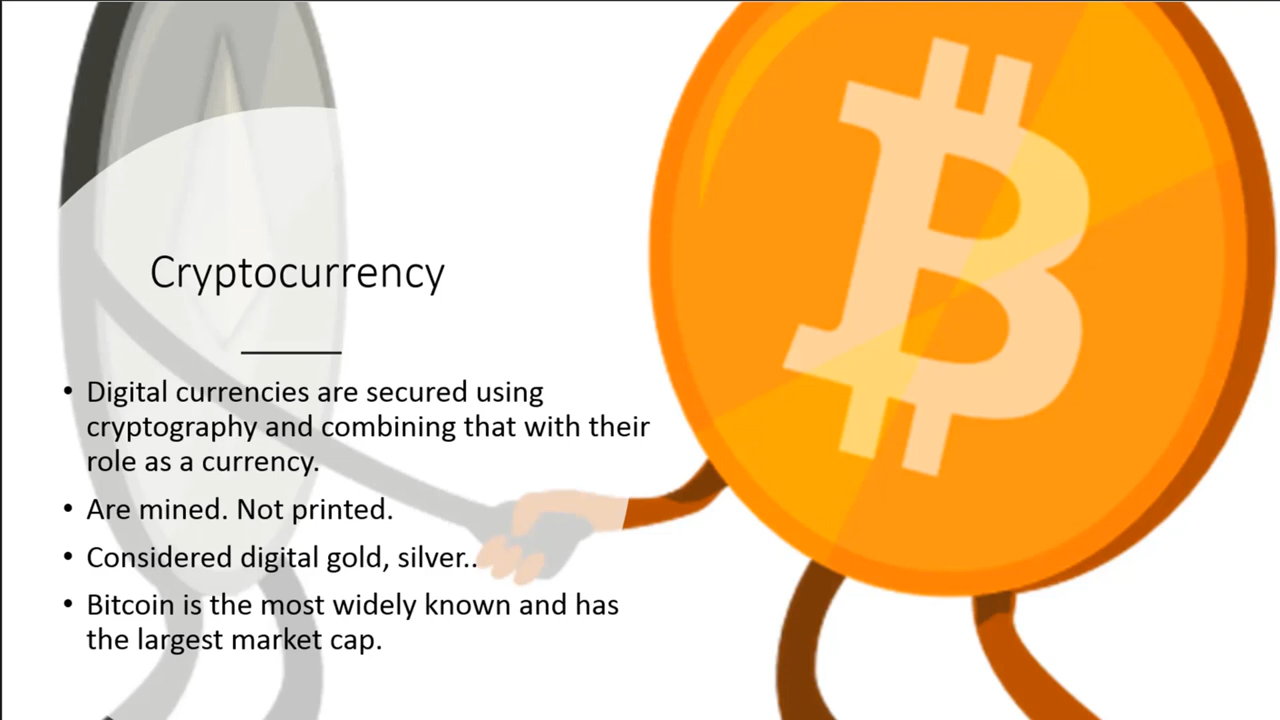 Cryptocurrency
• Digital currencies are secured using
cryptography and combining that with their
role as a currency.
• Are mined. Not printed.
• Considered digital gold, silver..
• Bitcoin is the most widely known and has
the largest market cap.